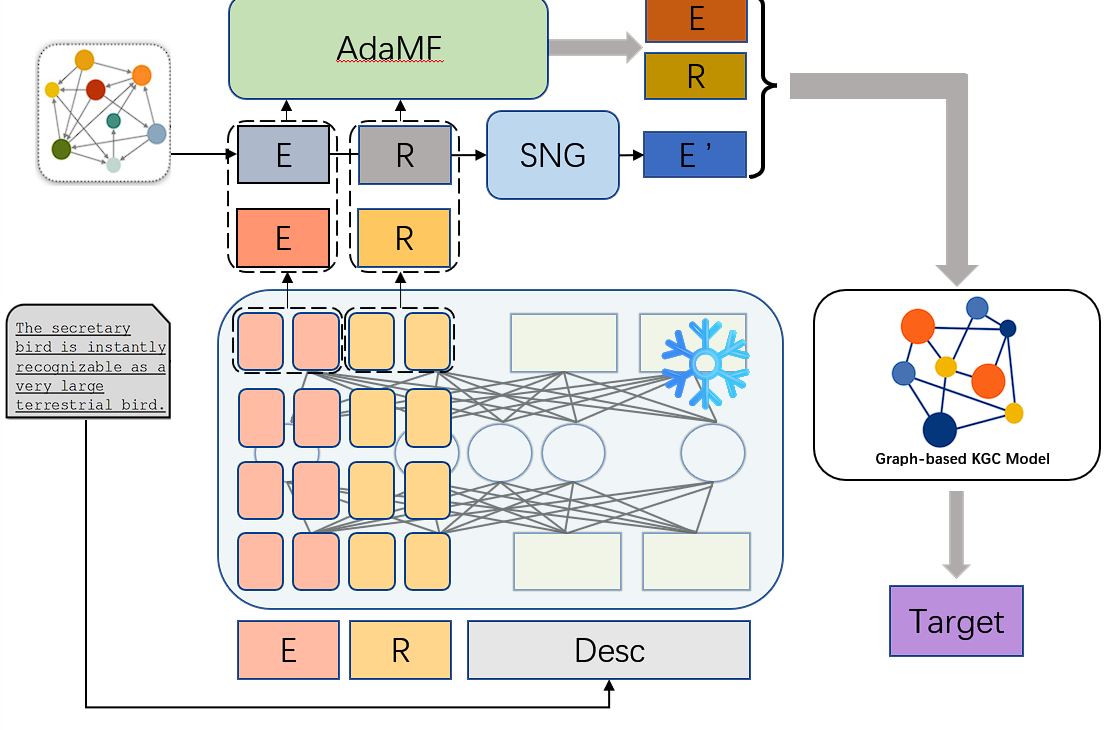 AdaMF
E
R
E
R
SNG
E ’
E
R
The secretary
bird is instantly
recognizable as a
very large
terrestrial bird.
Graph-based KGC Model
Target
E
R
Desc